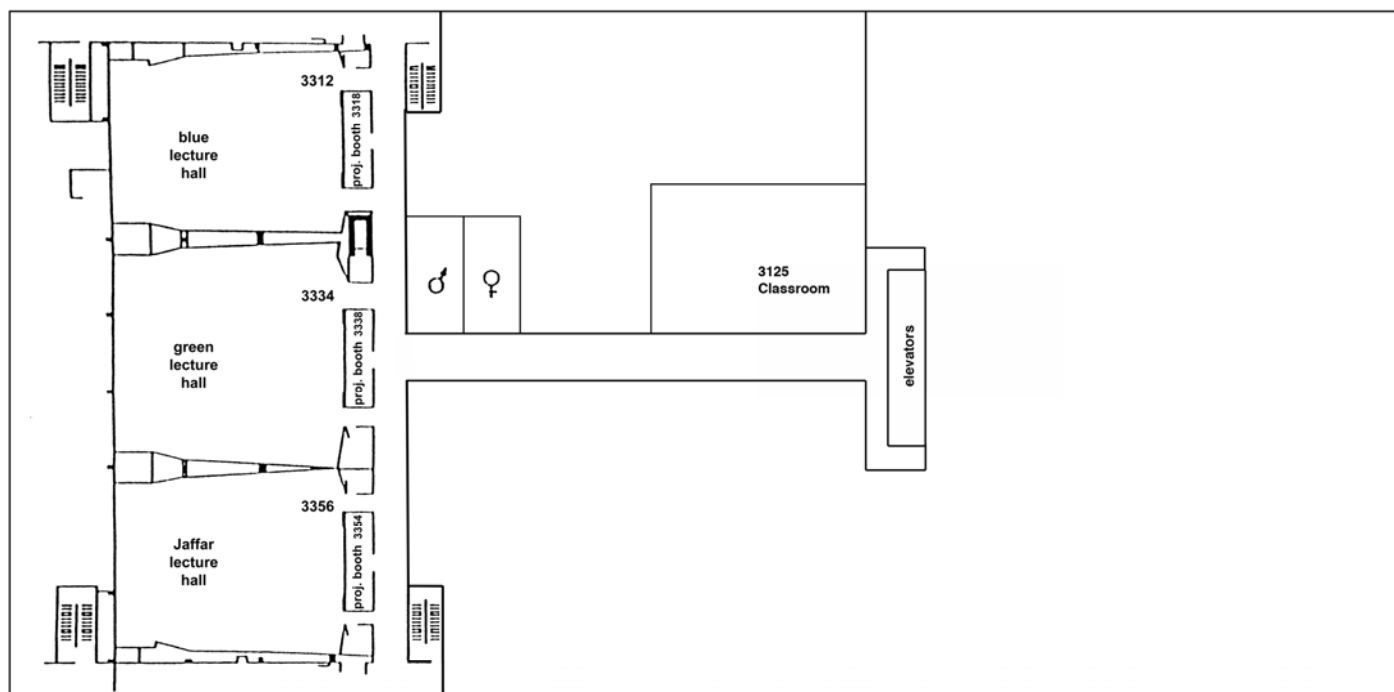 3312
proj. booth 3318
blue
lecture
hall
3125
Classroom
3334
proj. booth 3338
green
lecture
hall
elevators
3356
proj. booth 3354
Jaffar
lecture
hall